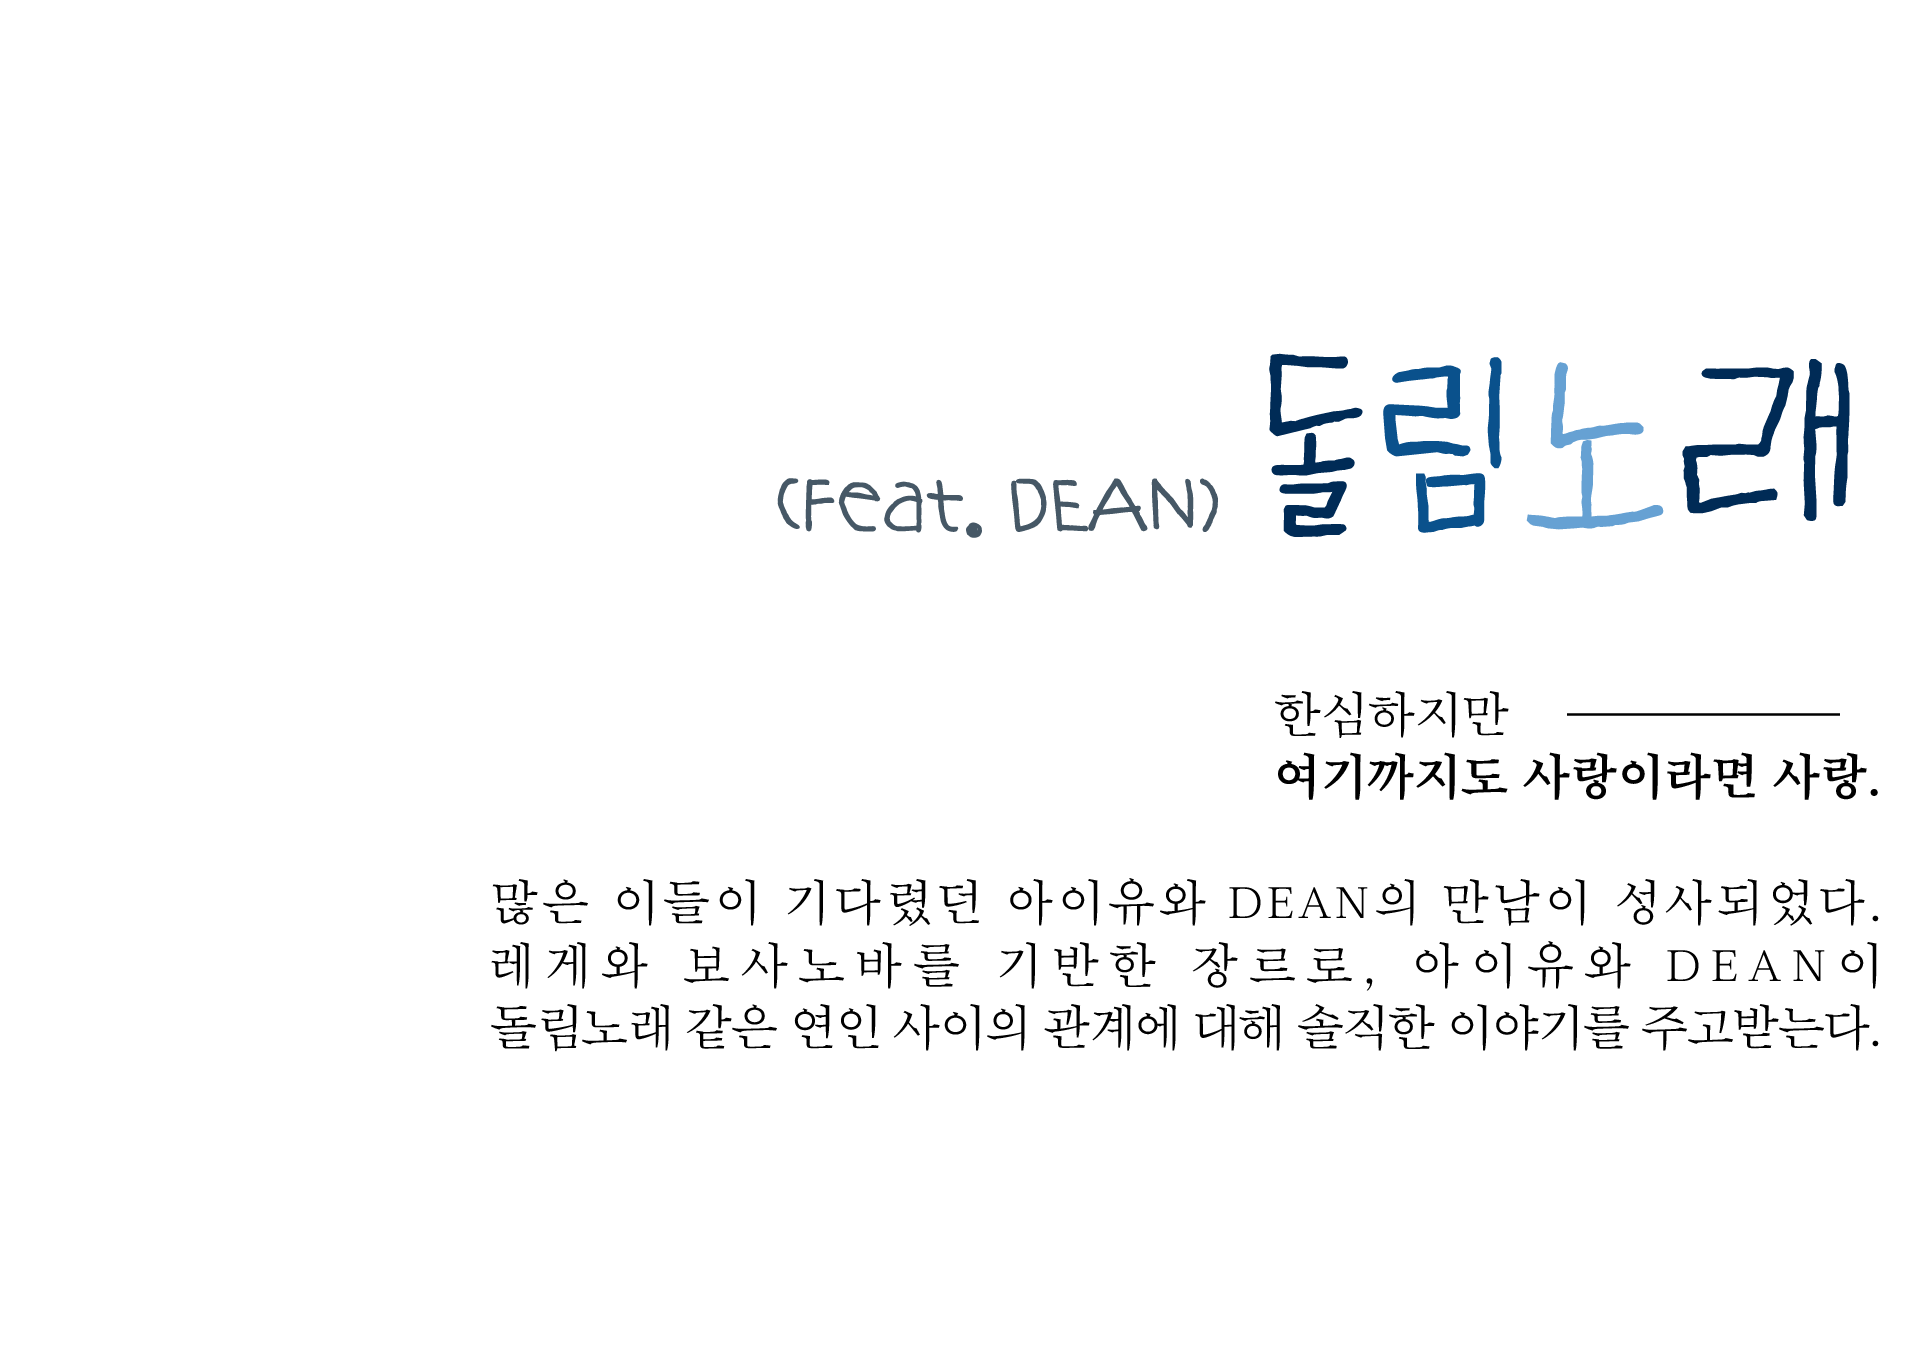 (Feat. DEAN) 돌림노래
한심하지만
여기까지도 사랑이라면 사랑.
많은 이들이 기다렸던 아이유와 DEAN의 만남이 성사되었다.
레게와 보사노바를 기반한 장르로, 아이유와 DEAN이
돌림노래 같은 연인 사이의 관계에 대해 솔직한 이야기를 주고받는다.